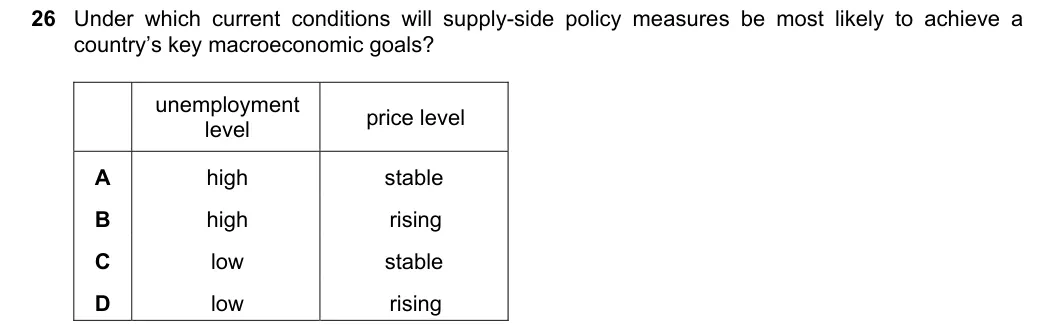 26 Under which current conditions will supply-side policy measures be most likely to achieve a
country's key macroeconomic goals?
unemployment
level
price level
A high stable
B high rising
C low stable
D low rising